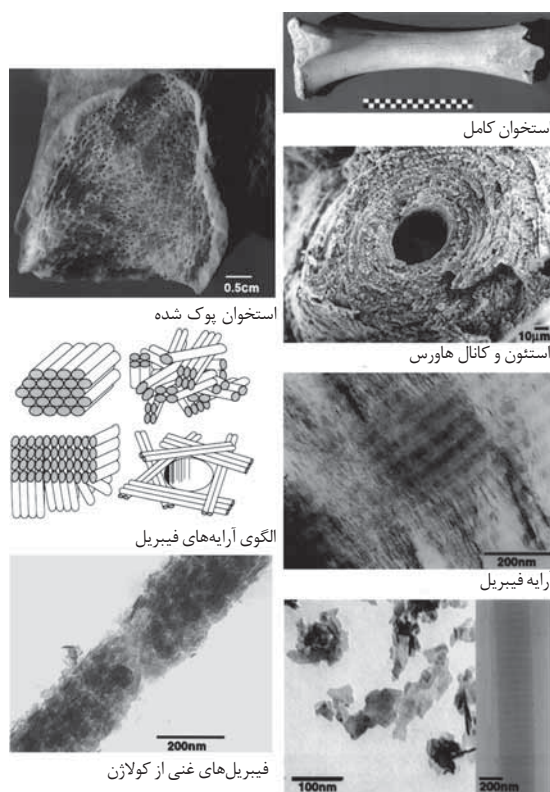 استخوان کامل
0.5cm
استخوان پوک شده
10μm
استئون و کانال هاورس
الگوی آرایه‌های فیبریل
200nm
رایه فیبریل
200nm
فیبریل‌های غنی از کولاژن
100nm
200nm